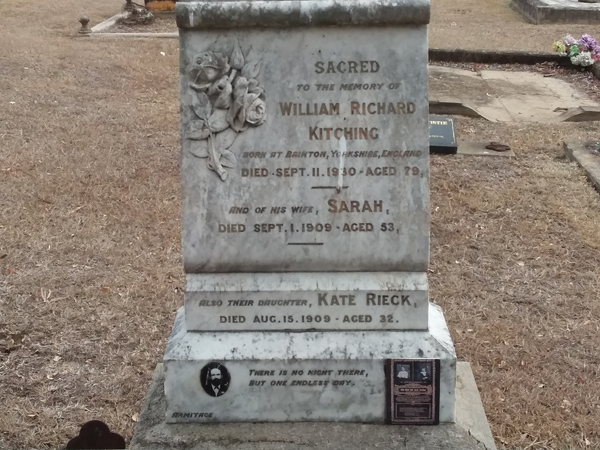 SACRED
TO THE MEMORY OF
WILLIAM RICHARD
KITCHING
BORN AT BAINTON, YORKSHIRE, ENGLAND
DIED SEPT. 11. 1930 - AGED 79,
AND OF HIS WIFE, SARAH,
DIED SEPT. 1. 1909 - AGED 53,
ALSO THEIR DAUGHTER, KATE RIECK,
DIED AUG. 15. 1909 - AGED 32.
THERE IS NO NIGHT THERE,
BUT ONE ENDLESS DAY.
ARMITAGE